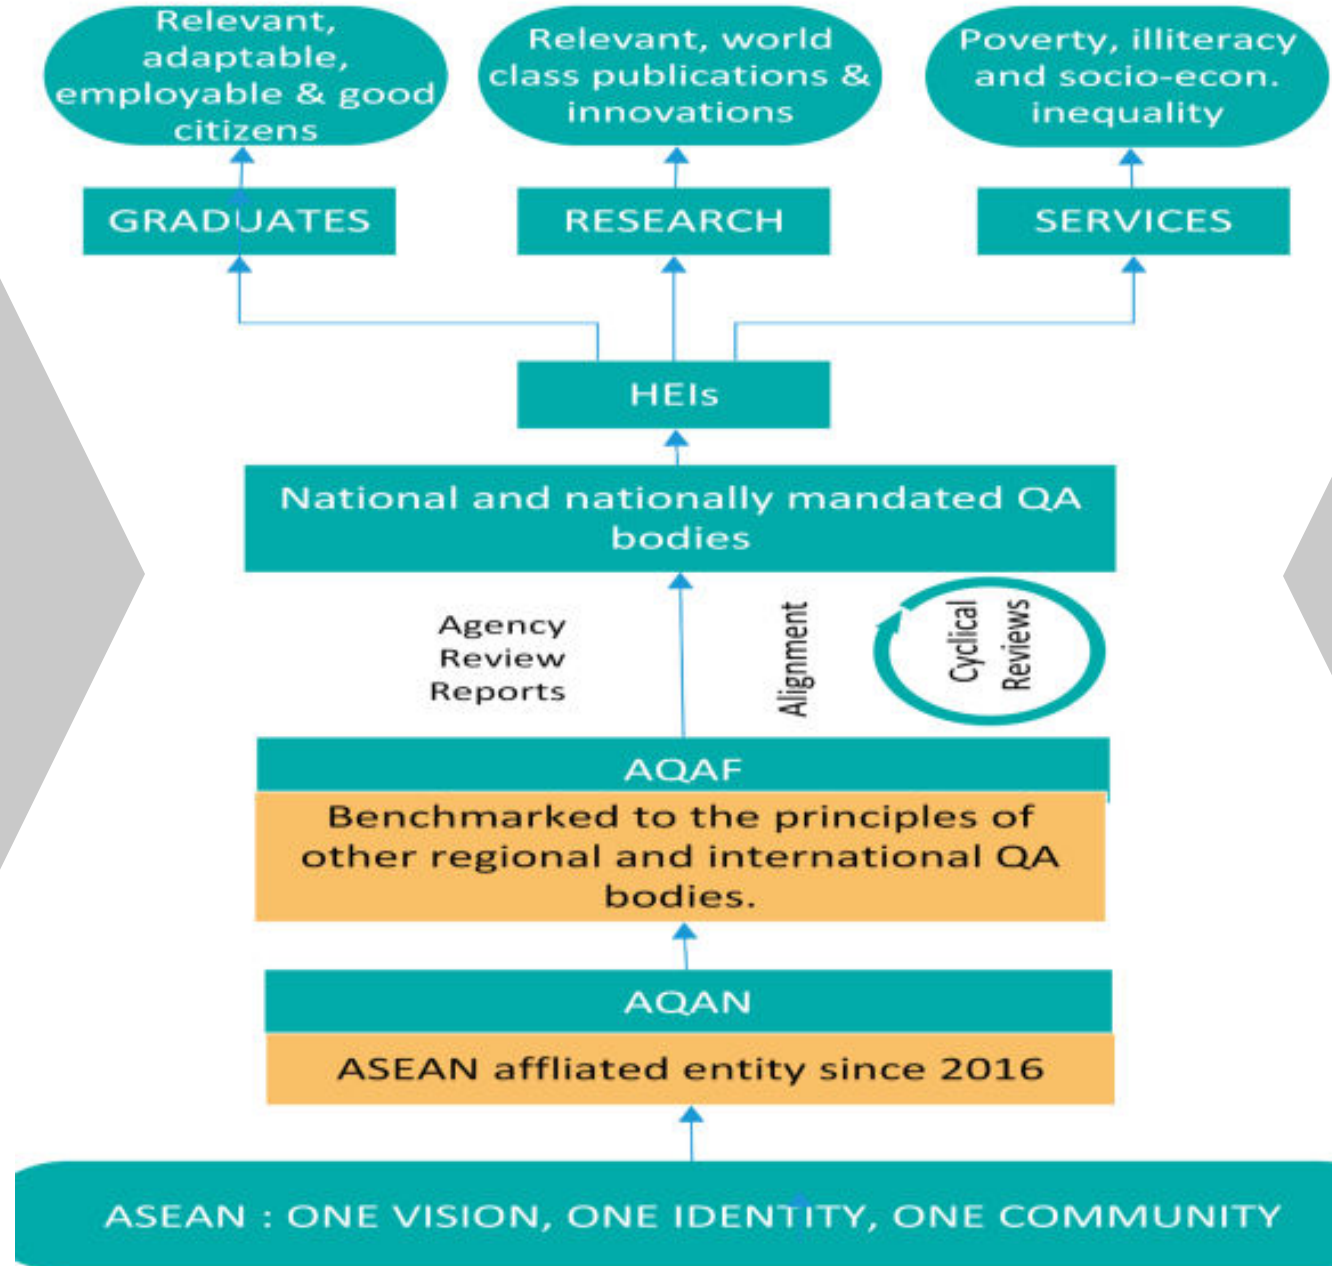 Relevant,
adaptable,
employable & good
citizens
Relevant, world
class publications &
innovations
Poverty, illiteracy
and socio-econ.
inequality
GRADUATES
RESEARCH
SERVICES
HEIs
National and nationally mandated QA
bodies
Agency
Review
Reports
Alignment
Cyclical
Reviews
AQAF
Benchmarked to the principles of
other regional and international QA
bodies.
AQAN
ASEAN affliated entity since 2016
ASEAN : ONE VISION, ONE IDENTITY, ONE COMMUNITY